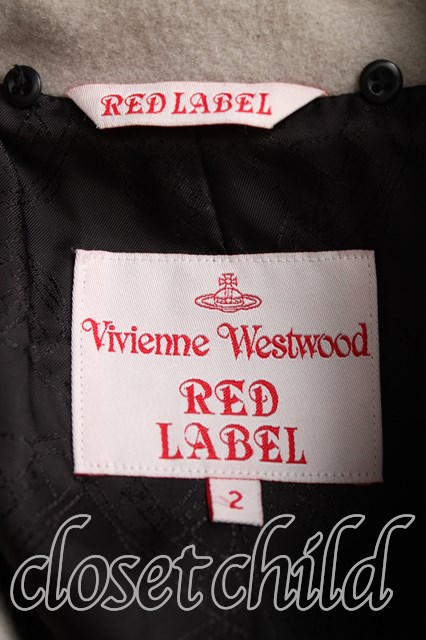 RED LABEL
Vivienne Westwood
RED
LABEL
2
closet child